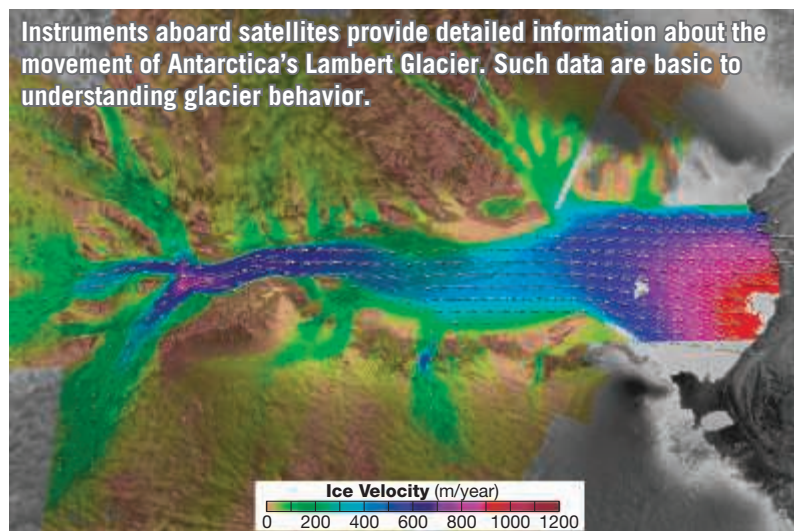 Instruments aboard satellites provide detailed information about the
movement of Antarctica's Lambert Glacier. Such data are basic to
understanding glacier behavior.
Ice Velocity (m/year)
0 200 400 600 800 1000 1200